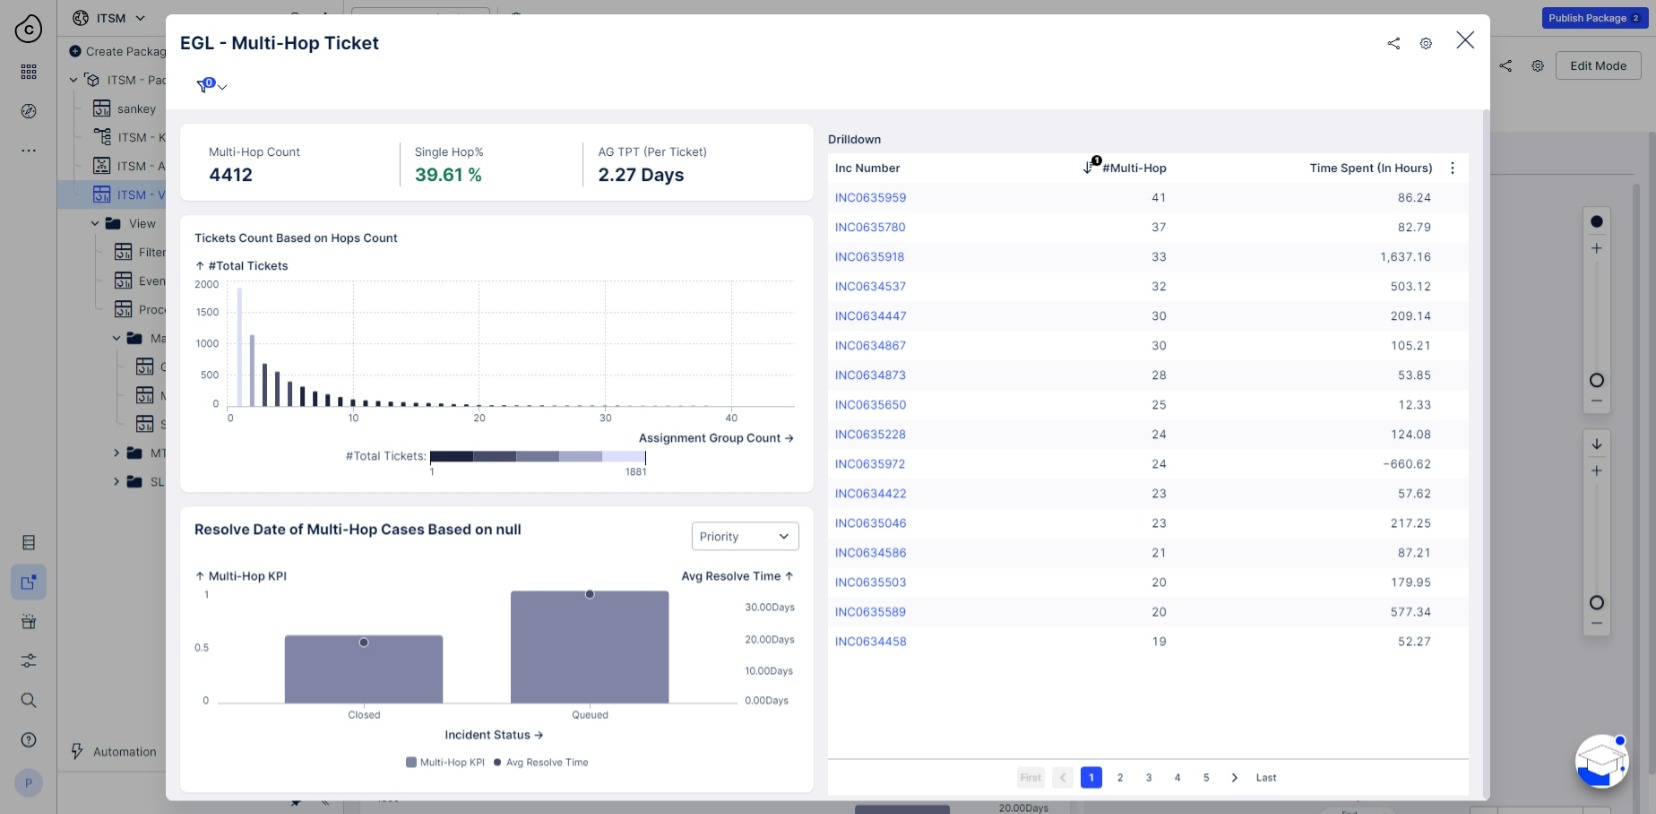 ITSM
Publish Package 2
EGL - Multi-Hop Ticket
0
Create Packag
Edit Mode
ITSM - Pac
sankey
ITSM - K
ITSM - A
ITSM - V
View
Filter
Even
Proce
Ma
MT
SL
Automation
P
Multi-Hop Count
4412
Single Hop%
39.61 %
AG TPT (Per Ticket)
2.27 Days
Tickets Count Based on Hops Count
↑ #Total Tickets
2000
1500
1000
500
0
0 10 20 30 40
Assignment Group Count →
#Total Tickets:
1 1881
Resolve Date of Multi-Hop Cases Based on null
Priority
↑ Multi-Hop KPI
Avg Resolve Time ↑
1
0.5
0
30.00Days
20.00Days
10.00Days
0.00Days
Closed Queued
Incident Status →
Multi-Hop KPI Avg Resolve Time
Drilldown
Inc Number 1 #Multi-Hop Time Spent (In Hours)
INC0635959 41 86.24
INC0635780 37 82.79
INC0635918 33 1,637.16
INC0634537 32 503.12
INC0634447 30 209.14
INC0634867 30 105.21
INC0634873 28 53.85
INC0635650 25 12.33
INC0635228 24 124.08
INC0635972 24 −660.62
INC0634422 23 57.62
INC0635046 23 217.25
INC0634586 21 87.21
INC0635503 20 179.95
INC0635589 20 577.34
INC0634458 19 52.27
First 1 2 3 4 5 Last
20.00Days